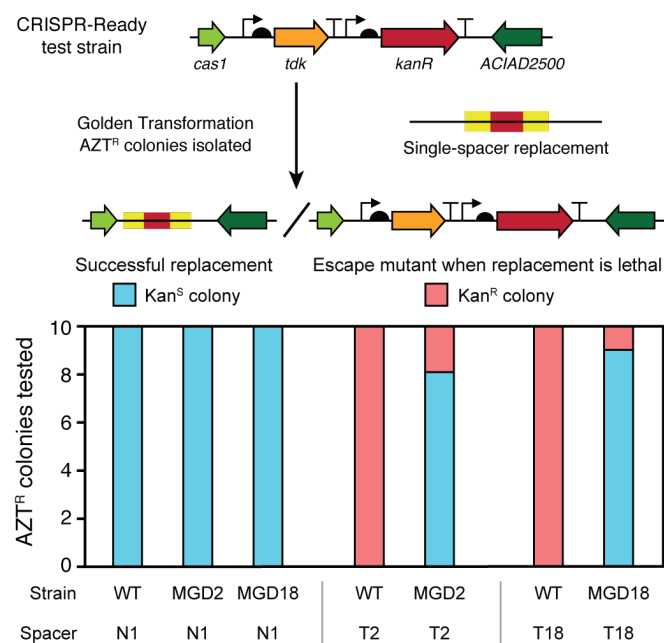 CRISPR-Ready
test strain
cas1
tdk
kanR
ACIAD2500
Golden Transformation
AZTᴿ colonies isolated
Single-spacer replacement
Successful replacement
Escape mutant when replacement is lethal
Kanˢ colony
Kanᴿ colony
AZTᴿ colonies tested
10
8
6
4
2
0
Strain WT MGD2 MGD18 WT MGD2 WT MGD18
Spacer N1 N1 N1 T2 T2 T18 T18